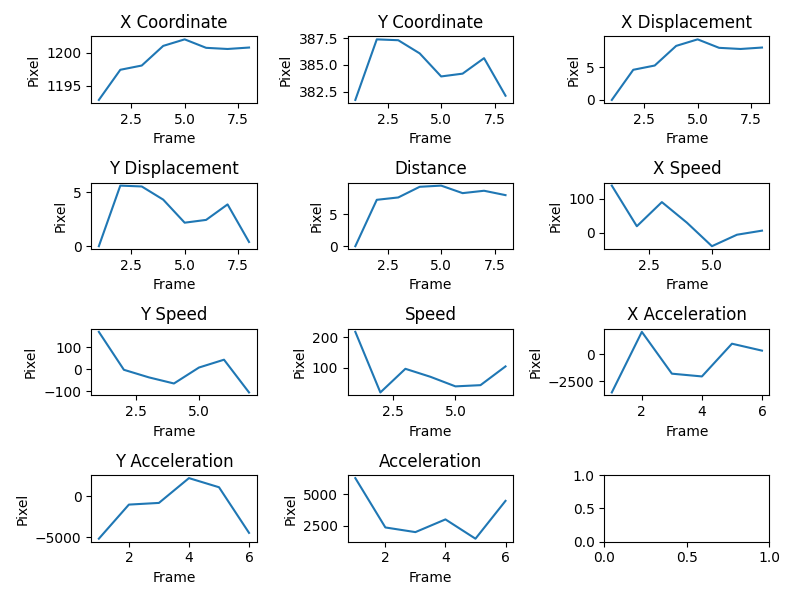 X Coordinate
Y Coordinate
X Displacement
Pixel
1200
1195
2.5 5.0 7.5
Frame
Pixel
387.5
385.0
382.5
2.5 5.0 7.5
Frame
Pixel
5
0
2.5 5.0 7.5
Frame
Y Displacement
Distance
X Speed
Pixel
5
0
2.5 5.0 7.5
Frame
Pixel
5
0
2.5 5.0 7.5
Frame
Pixel
100
0
2.5 5.0
Frame
Y Speed
Speed
X Acceleration
Pixel
100
0
−100
2.5 5.0
Frame
Pixel
200
100
2.5 5.0
Frame
Pixel
0
−2500
2 4 6
Frame
Y Acceleration
Acceleration
Pixel
0
−5000
2 4 6
Frame
Pixel
5000
2500
2 4 6
Frame
1.0
0.5
0.0
0.0 0.5 1.0